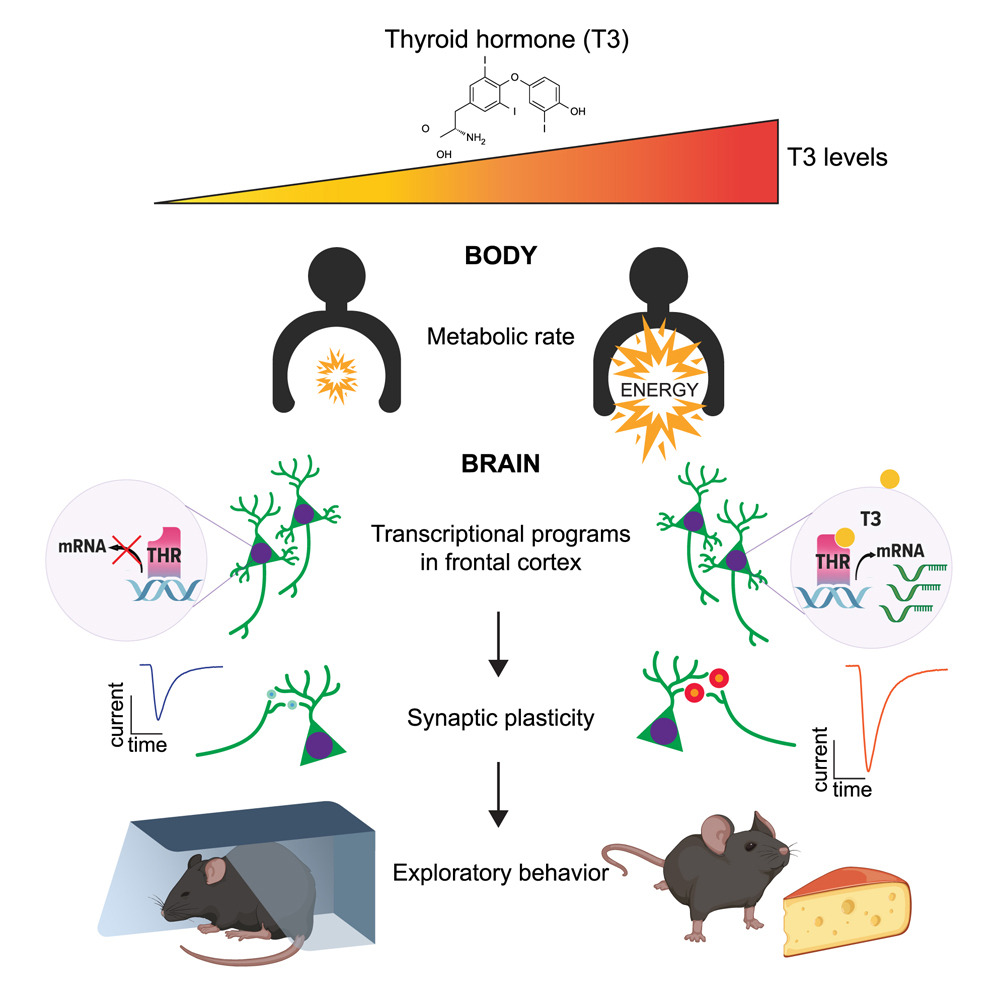 Thyroid hormone (T3)
I
O
I
OH
I
O
NH2
OH
T3 levels
BODY
Metabolic rate
ENERGY
BRAIN
Transcriptional programs
in frontal cortex
mRNA
THR
T3
THR
mRNA
current
time
Synaptic plasticity
current
time
Exploratory behavior